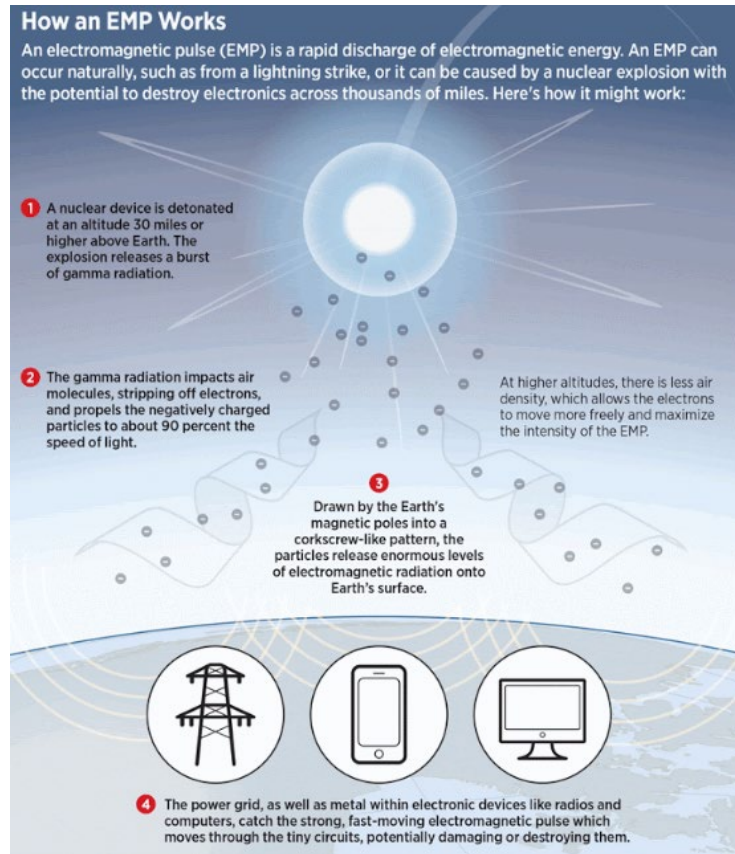 How an EMP Works
An electromagnetic pulse (EMP) is a rapid discharge of electromagnetic energy. An EMP can
occur naturally, such as from a lightning strike, or it can be caused by a nuclear explosion with
the potential to destroy electronics across thousands of miles. Here's how it might work:
1 A nuclear device is detonated
at an altitude 30 miles or
higher above Earth. The
explosion releases a burst
of gamma radiation.
2 The gamma radiation impacts air
molecules, stripping off electrons,
and propels the negatively charged
particles to about 90 percent the
speed of light.
At higher altitudes, there is less air
density, which allows the electrons
to move more freely and maximize
the intensity of the EMP.
3
Drawn by the Earth's
magnetic poles into a
corkscrew-like pattern, the
particles release enormous levels
of electromagnetic radiation onto
Earth's surface.
4 The power grid, as well as metal within electronic devices like radios and
computers, catch the strong, fast-moving electromagnetic pulse which
moves through the tiny circuits, potentially damaging or destroying them.